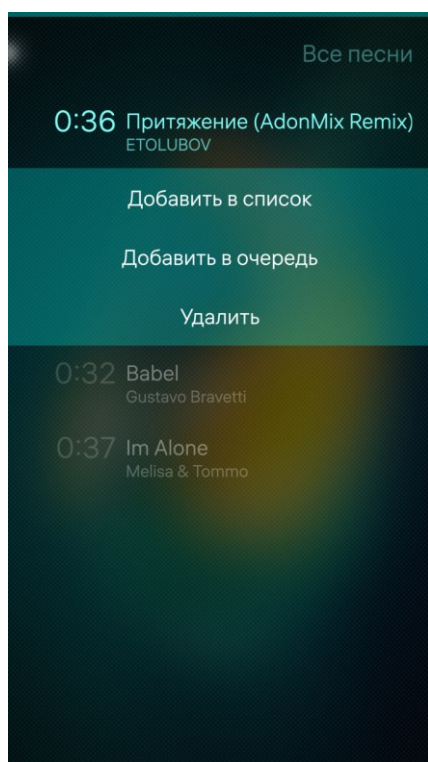 Все песни
0:36 Притяжение (AdonMix Remix)
ETOLUBOV
Добавить в список
Добавить в очередь
Удалить
0:32 Babel
Gustavo Bravetti
0:37 Im Alone
Melisa & Tommo